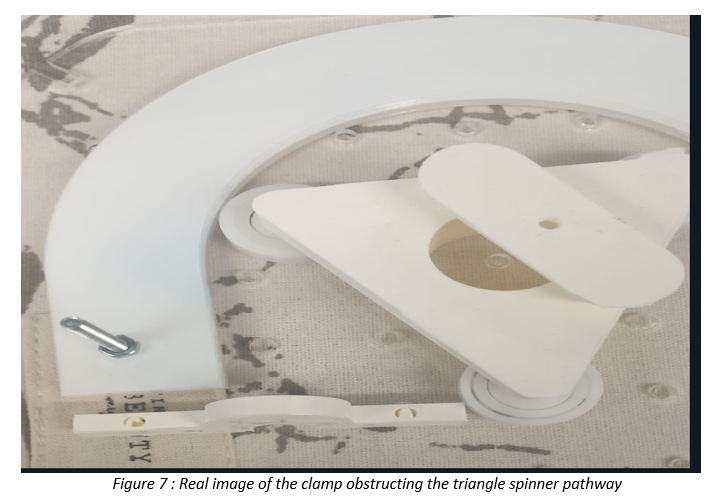 Figure 7 : Real image of the clamp obstructing the triangle spinner pathway